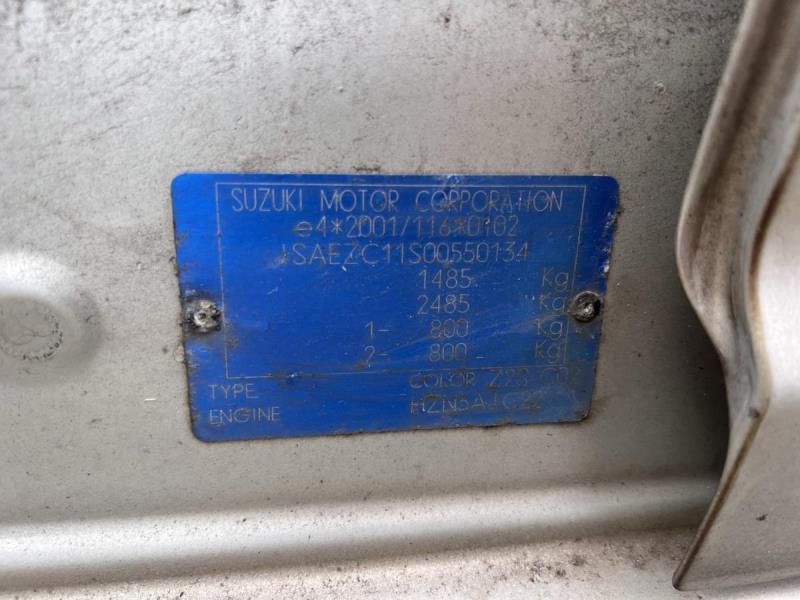 SUZUKI MOTOR CORPORATION
e4*2001/116*0102
JSAEZC11S00550134
1485 Kg
2485 Kg
1- 800 Kg
2- 800 Kg
TYPE COLOR Z2S
ENGINE